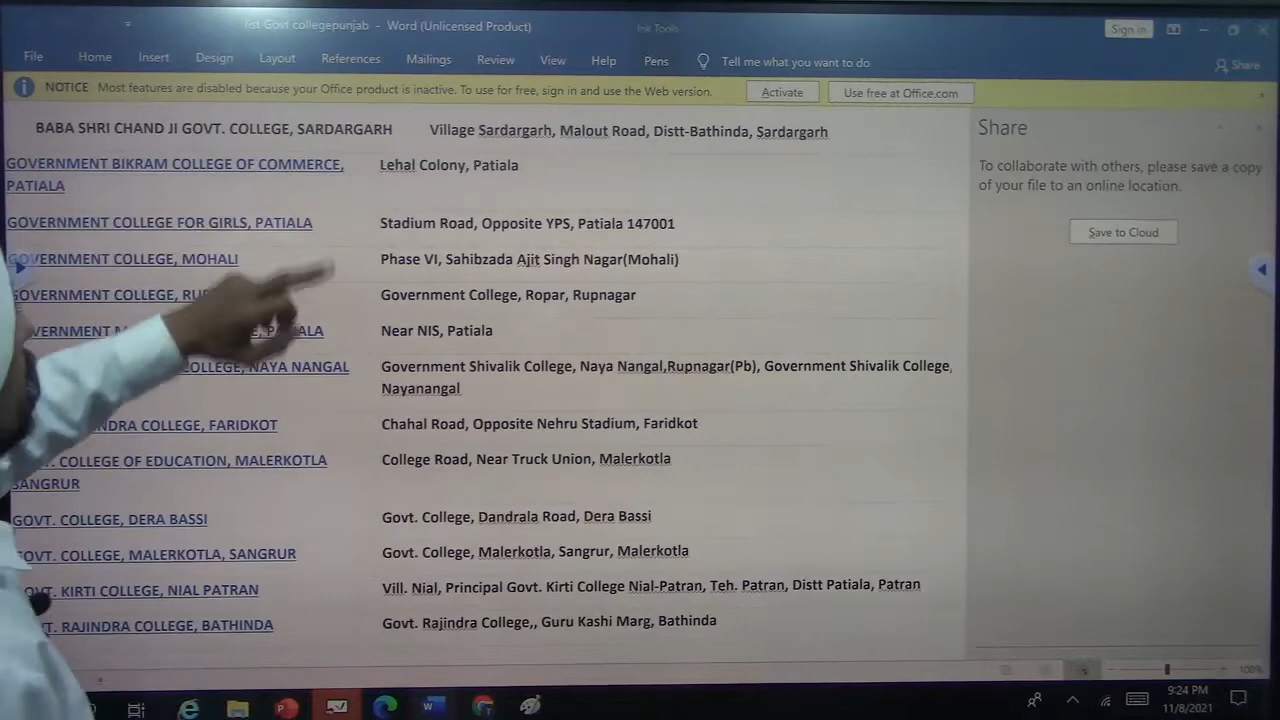 list Govt collegepunjab - Word (Unlicensed Product)
Ink Tools
Sign in
File Home Insert Design Layout References Mailings Review View Help Pens Tell me what you want to do
Share
NOTICE Most features are disabled because your Office product is inactive. To use for free, sign in and use the Web version. Activate Use free at Office.com
BABA SHRI CHAND JI GOVT. COLLEGE, SARDARGARH Village Sardargarh, Malout Road, Distt-Bathinda, Sardargarh
GOVERNMENT BIKRAM COLLEGE OF COMMERCE, Lehal Colony, Patiala
PATIALA
GOVERNMENT COLLEGE FOR GIRLS, PATIALA Stadium Road, Opposite YPS, Patiala 147001
GOVERNMENT COLLEGE, MOHALI Phase VI, Sahibzada Ajit Singh Nagar(Mohali)
GOVERNMENT COLLEGE, Government College, Ropar, Rupnagar
GOVERNMENT PATIALA Near NIS, Patiala
COLLEGE, NAYA NANGAL Government Shivalik College, Naya Nangal,Rupnagar(Pb), Government Shivalik College,
Nayanangal
COLLEGE, FARIDKOT Chahal Road, Opposite Nehru Stadium, Faridkot
GOVT. COLLEGE OF EDUCATION, MALERKOTLA College Road, Near Truck Union, Malerkotla
SANGRUR
GOVT. COLLEGE, DERA BASSI Govt. College, Dandrala Road, Dera Bassi
GOVT. COLLEGE, MALERKOTLA, SANGRUR Govt. College, Malerkotla, Sangrur, Malerkotla
GOVT. KIRTI COLLEGE, NIAL PATRAN Vill. Nial, Principal Govt. Kirti College Nial-Patran, Teh. Patran, Distt Patiala, Patran
GOVT. RAJINDRA COLLEGE, BATHINDA Govt. Rajindra College,, Guru Kashi Marg, Bathinda
Share
To collaborate with others, please save a copy
of your file to an online location.
Save to Cloud
100%
9:24 PM
11/8/2021